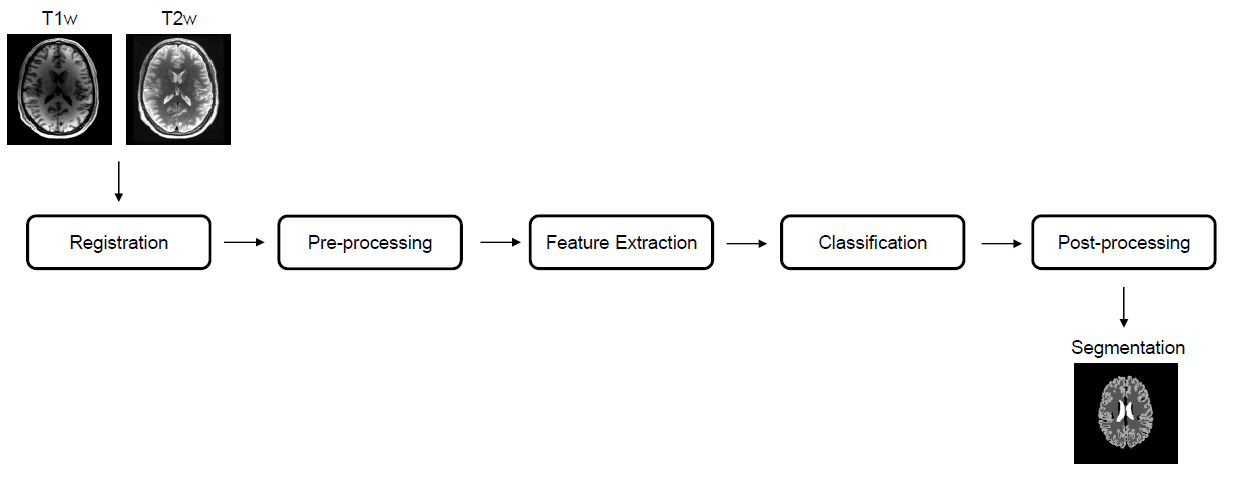 T1w
T2w
Registration
Pre-processing
Feature Extraction
Classification
Post-processing
Segmentation